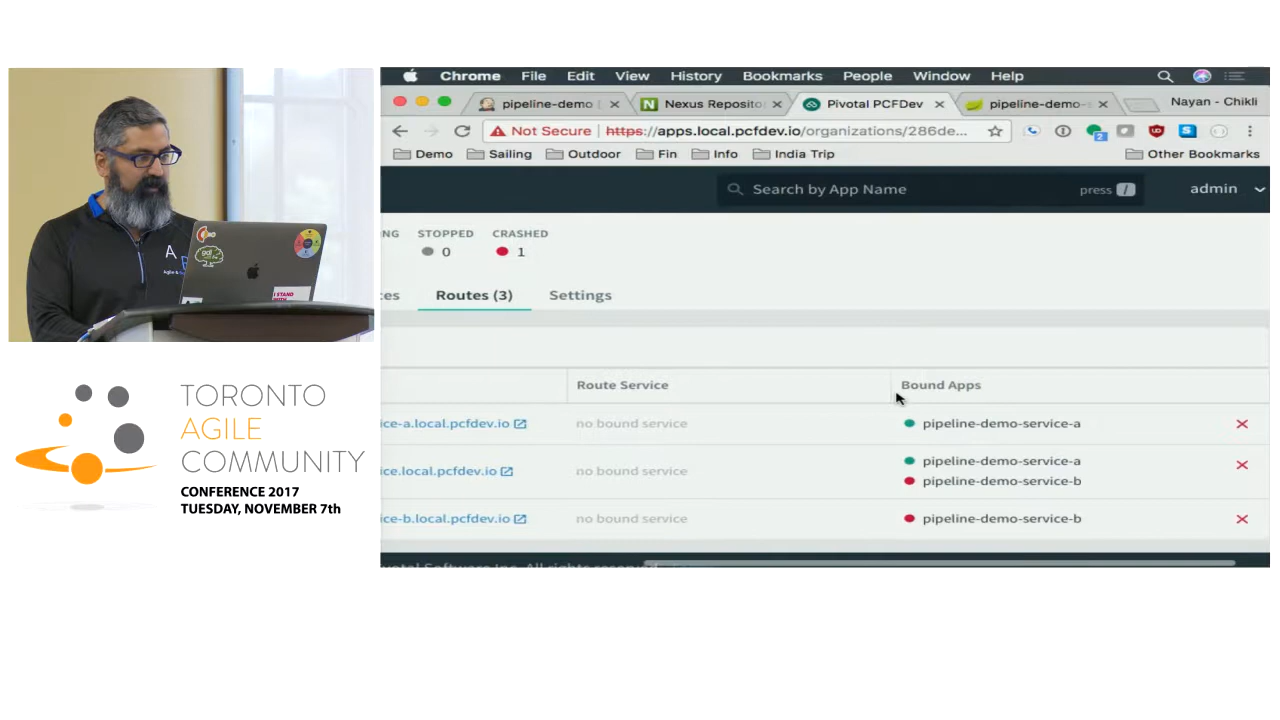 Chrome File Edit View History Bookmarks People Window Help
pipeline-demo Nexus Reposito Pivotal PCFDev pipeline-demo- Nayan - Chikli
Not Secure https://apps.local.pcfdev.io/organizations/286de...
2
Demo Sailing Outdoor Fin Info India Trip Other Bookmarks
Search by App Name press / admin
NG STOPPED CRASHED
0 1
ces Routes (3) Settings
Route Service Bound Apps
ice-a.local.pcfdev.io no bound service pipeline-demo-service-a
ice.local.pcfdev.io no bound service pipeline-demo-service-a
pipeline-demo-service-b
ice-b.local.pcfdev.io no bound service pipeline-demo-service-b
I STAND
TORONTO
AGILE
COMMUNITY
CONFERENCE 2017
TUESDAY, NOVEMBER 7th